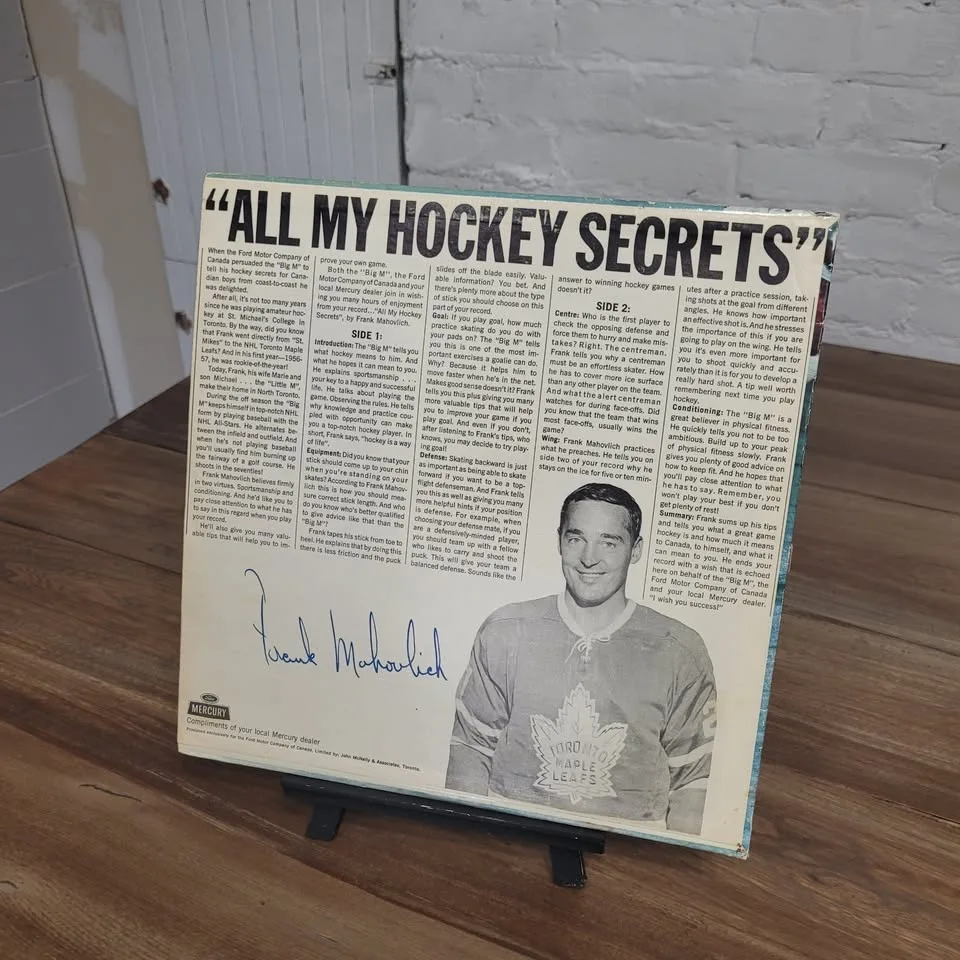 “ALL MY HOCKEY SECRETS”
When the Ford Motor Company of
Canada persuaded the "Big M" to
tell his hockey secrets for Cana-
dian boys from coast-to-coast he
was delighted.
After all, it's not too many years
since he was playing amateur hoc-
key at St. Michael's College in
Toronto. By the way, did you know
that Frank went directly from "St.
Mikes" to the NHL Toronto Maple
Leafs? And in his first year—1956-
57, he was rookie-of-the-year!
Today, Frank, his wife Marie and
son Michael . . . the "Little M",
make their home in North Toronto.
During the off season the "Big
M" keeps himself in top-notch NHL
form by playing baseball with the
NHL All-Stars. He alternates be-
tween the infield and outfield. And
when he's not playing baseball
you'll usually find him burning up
the fairway of a golf course. He
shoots in the seventies!
Frank Mahovlich believes firmly
in two virtues. Sportsmanship and
conditioning. And he'd like you to
pay close attention to what he has
to say in this regard when you play
your record.
He'll also give you many valu-
able tips that will help you to im-
prove your own game.
Both the "Big M", the Ford
Motor Company of Canada and your
local Mercury dealer join in wish-
ing you many hours of enjoyment
from your record..."All My Hockey
Secrets", by Frank Mahovlich.
SIDE 1:
Introduction: The "Big M" tells you
what hockey means to him. And
what he hopes it can mean to you.
He explains sportsmanship . . .
your key to a happy and successful
life. He talks about playing the
game. Observing the rules. He tells
why knowledge and practice cou-
pled with opportunity can make
you a top-notch hockey player. In
short, Frank says, "hockey is a way
of life".
Equipment: Did you know that your
stick should come up to your chin
when you're standing on your
skates? According to Frank Mahov-
lich this is how you should mea-
sure correct stick length. And who
do you know who's better qualified
to give advice like that than the
"Big M"?
Frank tapes his stick from toe to
heel. He explains that by doing this
there is less friction and the puck
slides off the blade easily. Valu-
able information? You bet. And
there's plenty more about the type
of stick you should choose on this
part of your record.
Goal: If you play goal, how much
practice skating do you do with
your pads on? The "Big M" tells
you this is one of the most im-
portant exercises a goalie can do.
Why? Because it helps him to
move faster when he's in the net.
Makes good sense doesn't it? Frank
tells you this plus giving you many
more valuable tips that will help
you to improve your game if you
play goal. And even if you don't,
after listening to Frank's tips, who
knows, you may decide to try play-
ing goal!
Defense: Skating backward is just
as important as being able to skate
forward if you want to be a top-
flight defenseman. And Frank tells
you this as well as giving you many
more helpful hints if your position
is defense. For example, when
choosing your defense mate, if you
are a defensively-minded player,
you should team up with a fellow
who likes to carry and shoot the
puck. This will give your team a
balanced defense. Sounds like the
answer to winning hockey games
doesn't it?
SIDE 2:
Centre: Who is the first player to
check the opposing defense and
force them to hurry and make mis-
takes? Right. The centreman.
Frank tells you why a centreman
must be an effortless skater. How
he has to cover more ice surface
than any other player on the team.
And what the alert centreman
watches for during face-offs. Did
you know that the team that wins
most face-offs, usually wins the
game?
Wing: Frank Mahovlich practices
what he preaches. He tells you on
side two of your record why he
stays on the ice for five or ten min-
utes after a practice session, tak-
ing shots at the goal from different
angles. He knows how important
an effective shot is. And he stresses
the importance of this if you are
going to play on the wing. He tells
you it's even more important for
you to shoot quickly and accu-
rately than it is for you to develop a
really hard shot. A tip well worth
remembering next time you play
hockey.
Conditioning: The "Big M" is a
great believer in physical fitness.
He quickly tells you not to be too
ambitious. Build up to your peak
of physical fitness slowly. Frank
gives you plenty of good advice on
how to keep fit. And he hopes that
you'll pay close attention to what
he has to say. Remember, you
won't play your best if you don't
get plenty of rest!
Summary: Frank sums up his tips
and tells you what a great game
hockey is and how much it means
to Canada, to himself, and what it
can mean to you. He ends your
record with a wish that is echoed
here on behalf of the "Big M", the
Ford Motor Company of Canada
and your local Mercury dealer.
"I wish you success!"
Frank Mahovlich
TORONTO
MAPLE
LEAFS
Ford
MERCURY
Compliments of your local Mercury dealer
Produced exclusively for the Ford Motor Company of Canada, Limited by: John McNelly & Associates, Toronto.